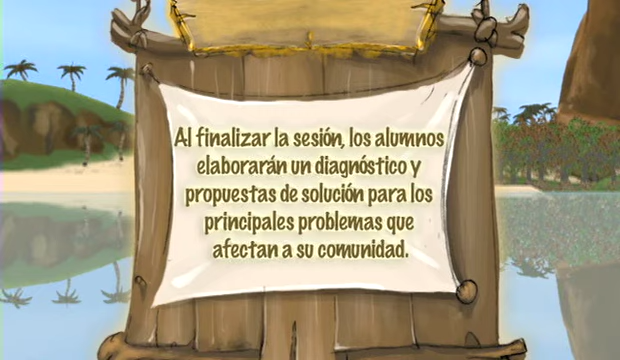 Al finalizar la sesión, los alumnos
elaborarán un diagnóstico y
propuestas de solución para los
principales problemas que
afectan a su comunidad.